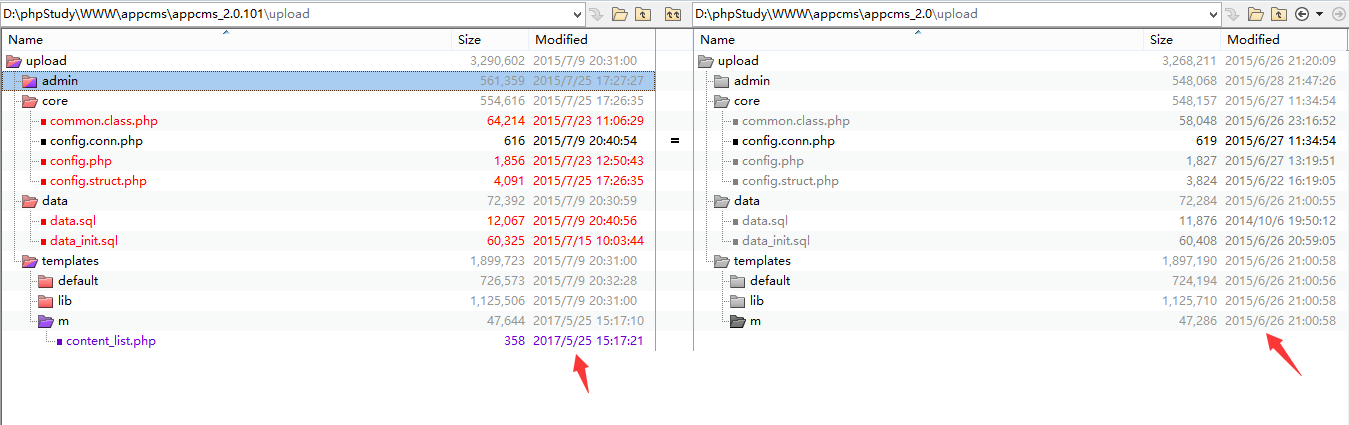 D:\phpStudy\WWW\appcms\appcms_2.0.101\upload D:\phpStudy\WWW\appcms\appcms_2.0\upload
Name Size Modified Name Size Modified
upload 3,290,602 2015/7/9 20:31:00 upload 3,268,211 2015/6/26 21:20:09
admin 561,359 2015/7/25 17:27:27 admin 548,068 2015/6/28 21:47:26
core 554,616 2015/7/25 17:26:35 core 548,157 2015/6/27 11:34:54
common.class.php 64,214 2015/7/23 11:06:29 common.class.php 58,048 2015/6/26 23:16:52
config.conn.php 616 2015/7/9 20:40:54 = config.conn.php 619 2015/6/27 11:34:54
config.php 1,856 2015/7/23 12:50:43 config.php 1,827 2015/6/27 13:19:51
config.struct.php 4,091 2015/7/25 17:26:35 config.struct.php 3,824 2015/6/22 16:19:05
data 72,392 2015/7/9 20:30:59 data 72,284 2015/6/26 21:00:55
data.sql 12,067 2015/7/9 20:40:56 data.sql 11,876 2014/10/6 19:50:12
data_init.sql 60,325 2015/7/15 10:03:44 data_init.sql 60,408 2015/6/26 20:59:05
templates 1,899,723 2015/7/9 20:31:00 templates 1,897,190 2015/6/26 21:00:58
default 726,573 2015/7/9 20:32:28 default 724,194 2015/6/26 21:00:56
lib 1,125,506 2015/7/9 20:31:00 lib 1,125,710 2015/6/26 21:00:58
m 47,644 2017/5/25 15:17:10 m 47,286 2015/6/26 21:00:58
content_list.php 358 2017/5/25 15:17:21